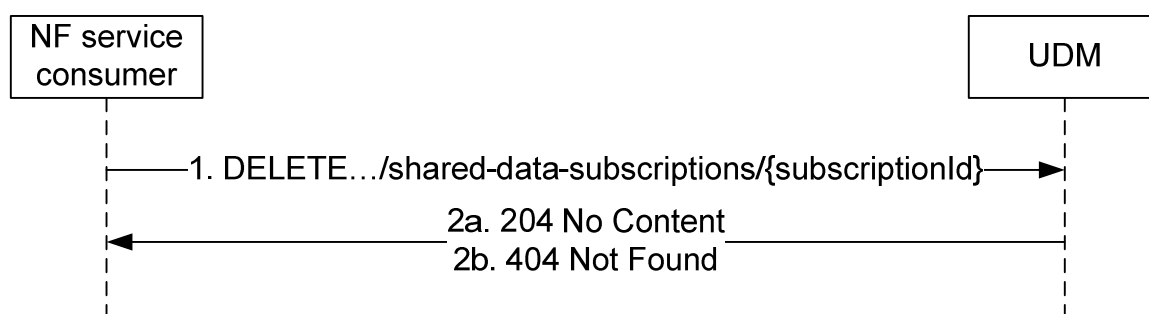 NF service
consumer
UDM
1. DELETE…/shared-data-subscriptions/{subscriptionId}
2a. 204 No Content
2b. 404 Not Found